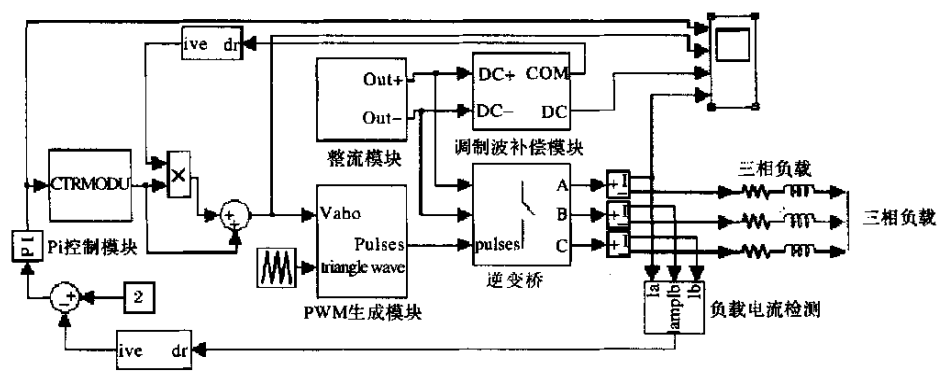 ive dr
Out+
Out-
整流模块
DC+ COM
DC- DC
调制波补偿模块
CTRMODU
×
PI
Pi控制模块
Vabo
Pulses
triangle wave
PWM生成模块
A
B
C
pulses
逆变桥
+ I
-
+ I
-
+ I
-
三相负载
三相负载
Ia
Ib
Ib
Iamp
负载电流检测
+
+
+
-
2
ive dr